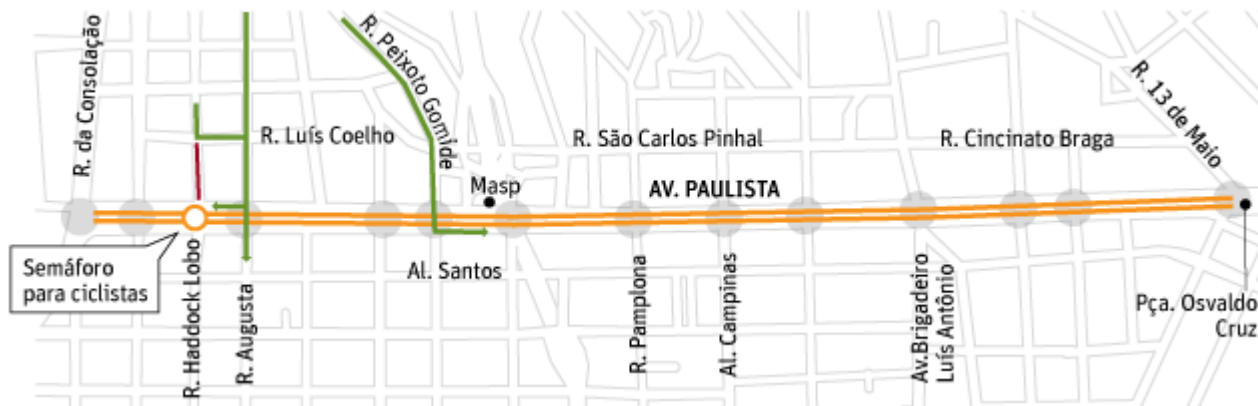 R. da Consolação
R. Peixoto Gomide
R. 13 de Maio
R. Luís Coelho
R. São Carlos Pinhal
R. Cincinato Braga
Masp
AV. PAULISTA
Semáforo
para ciclistas
R. Haddock Lobo
R. Augusta
Al. Santos
R. Pamplona
Al. Campinas
Av.Brigadeiro
Luís Antônio
Pça. Osvaldo
Cruz